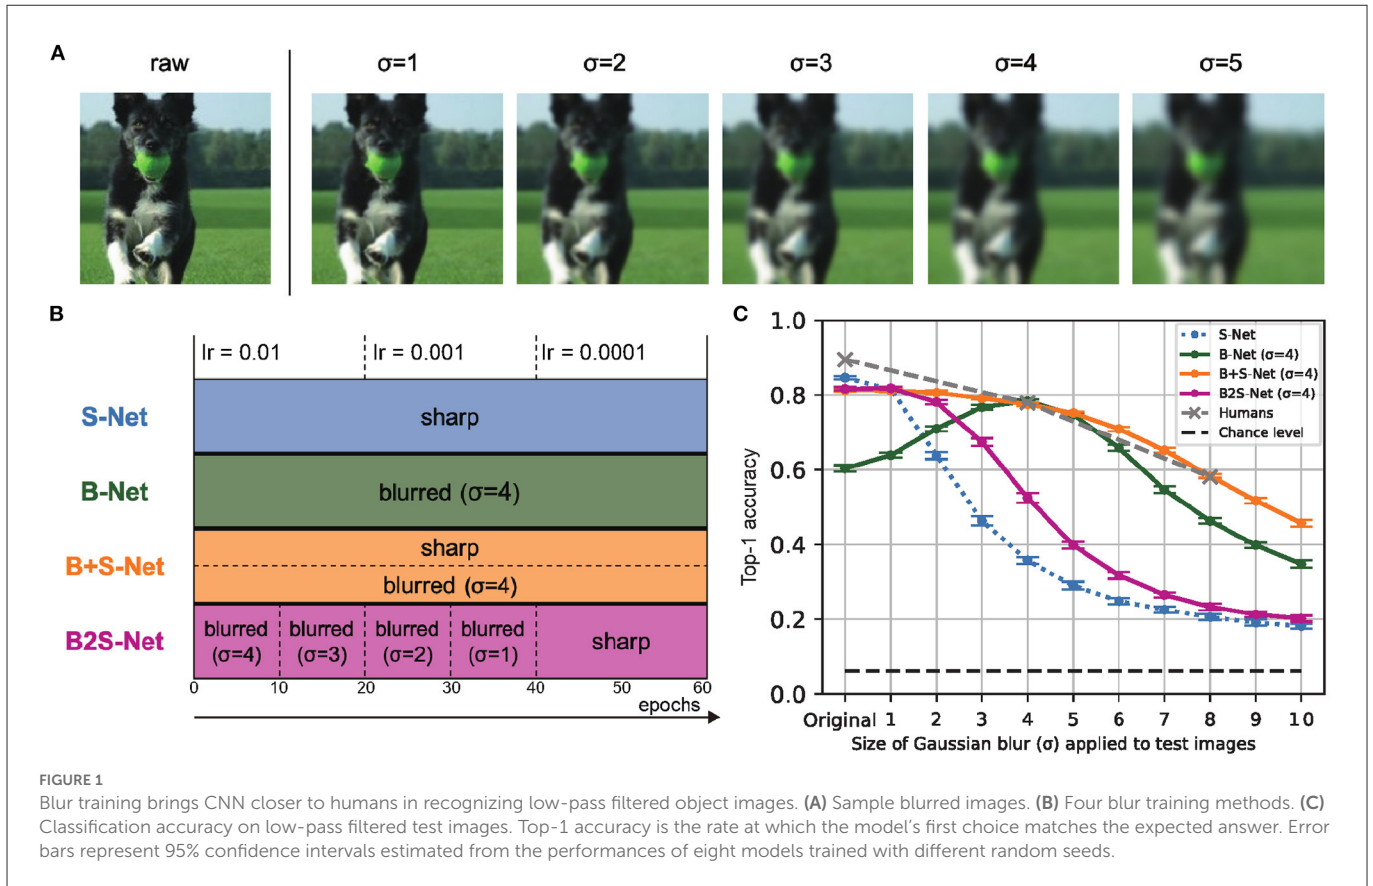 A
raw
σ=1
σ=2
σ=3
σ=4
σ=5
B
lr = 0.01
lr = 0.001
lr = 0.0001
S-Net
sharp
B-Net
blurred (σ=4)
B+S-Net
sharp
blurred (σ=4)
B2S-Net
blurred
(σ=4)
blurred
(σ=3)
blurred
(σ=2)
blurred
(σ=1)
sharp
0
10
20
30
40
50
60
epochs
C
1.0
0.8
0.6
0.4
0.2
0.0
Top-1 accuracy
S-Net
B-Net (σ=4)
B+S-Net (σ=4)
B2S-Net (σ=4)
Humans
Chance level
Original 1 2 3 4 5 6 7 8 9 10
Size of Gaussian blur (σ) applied to test images
FIGURE 1
Blur training brings CNN closer to humans in recognizing low-pass filtered object images. (A) Sample blurred images. (B) Four blur training methods. (C)
Classification accuracy on low-pass filtered test images. Top-1 accuracy is the rate at which the model's first choice matches the expected answer. Error
bars represent 95% confidence intervals estimated from the performances of eight models trained with different random seeds.